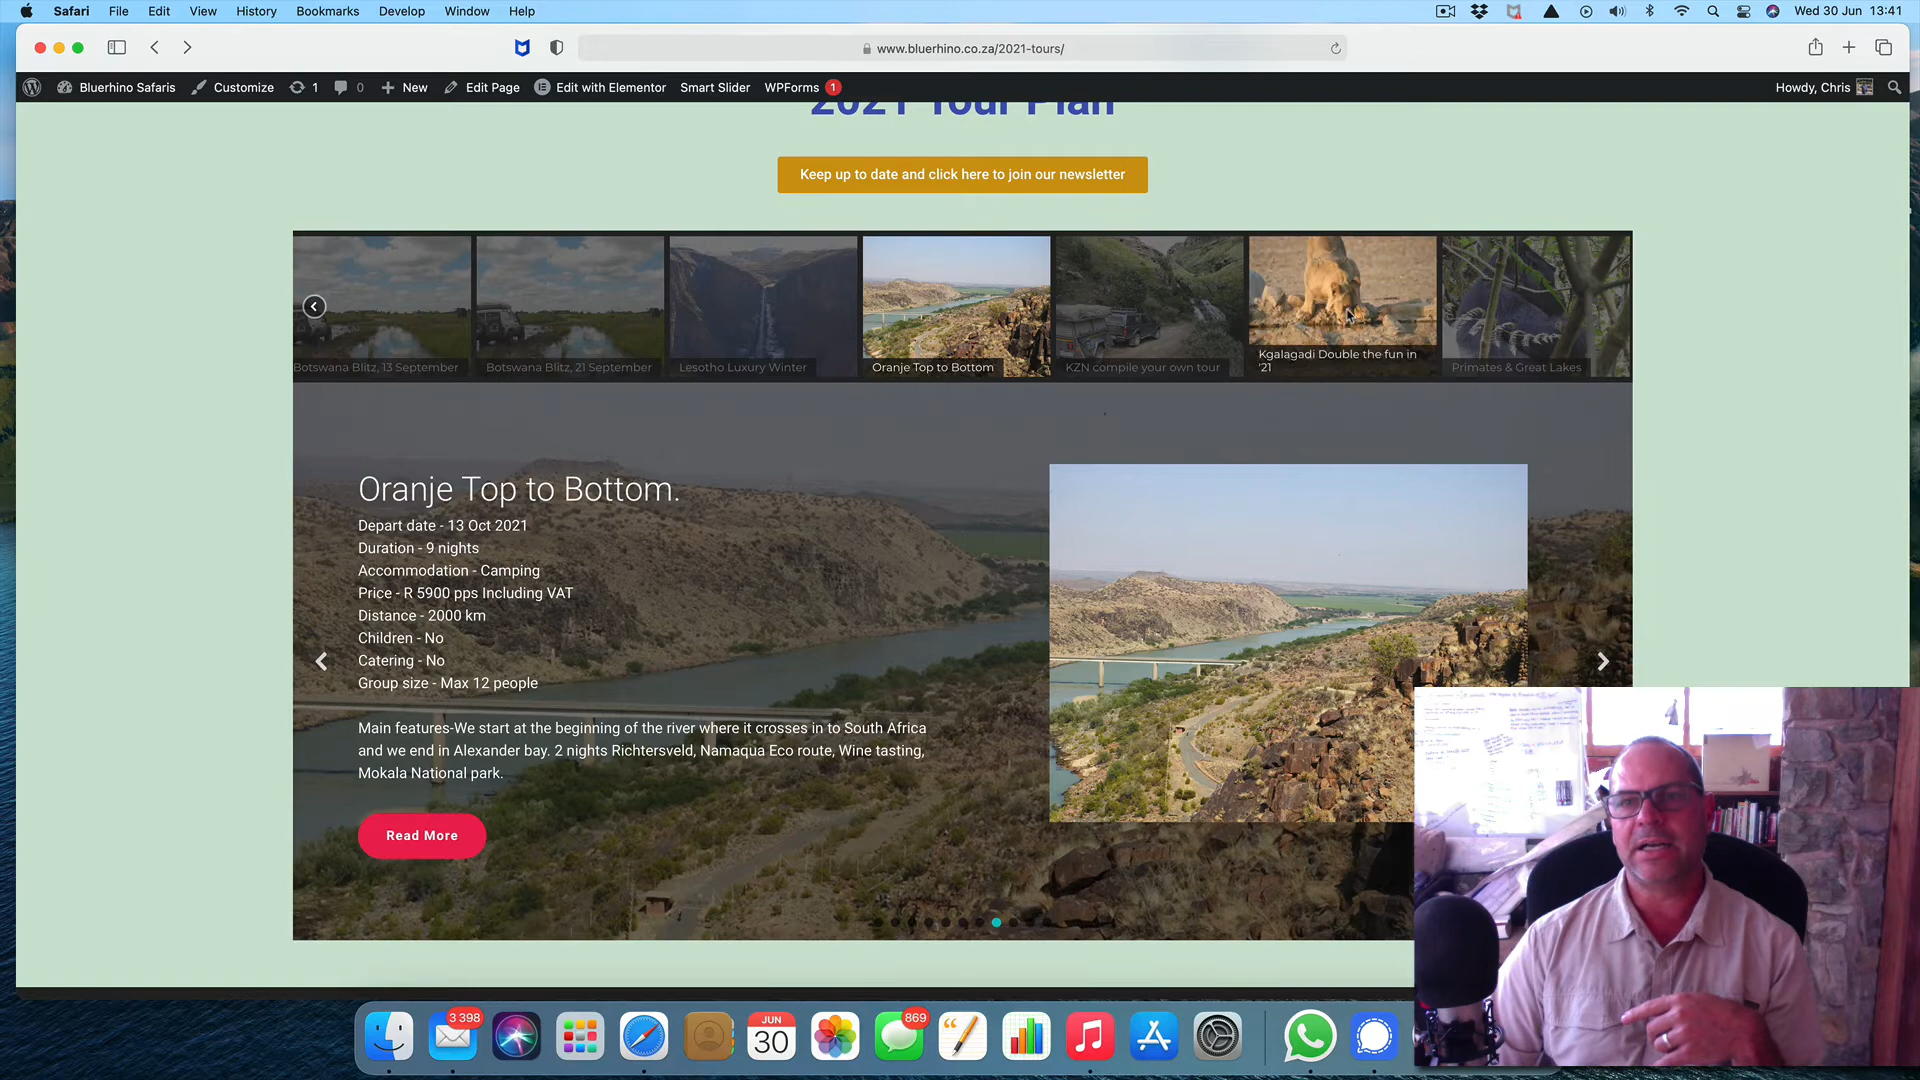 Safari File Edit View History Bookmarks Develop Window Help Wed 30 Jun 13:41
www.bluerhino.co.za/2021-tours/
Bluerhino Safaris Customize 1 0 New Edit Page Edit with Elementor Smart Slider WPForms 1 Howdy, Chris
2021 Tour Plan
Keep up to date and click here to join our newsletter
Botswana Blitz, 13 September
Botswana Blitz, 21 September
Lesotho Luxury Winter
Oranje Top to Bottom
KZN compile your own tour
Kgalagadi Double the fun in
'21
Primates & Great Lakes
Oranje Top to Bottom.
Depart date - 13 Oct 2021
Duration - 9 nights
Accommodation - Camping
Price - R 5900 pps Including VAT
Distance - 2000 km
Children - No
Catering - No
Group size - Max 12 people
Main features-We start at the beginning of the river where it crosses in to South Africa
and we end in Alexander bay. 2 nights Richtersveld, Namaqua Eco route, Wine tasting,
Mokala National park.
Read More
3 398
JUN
30
869